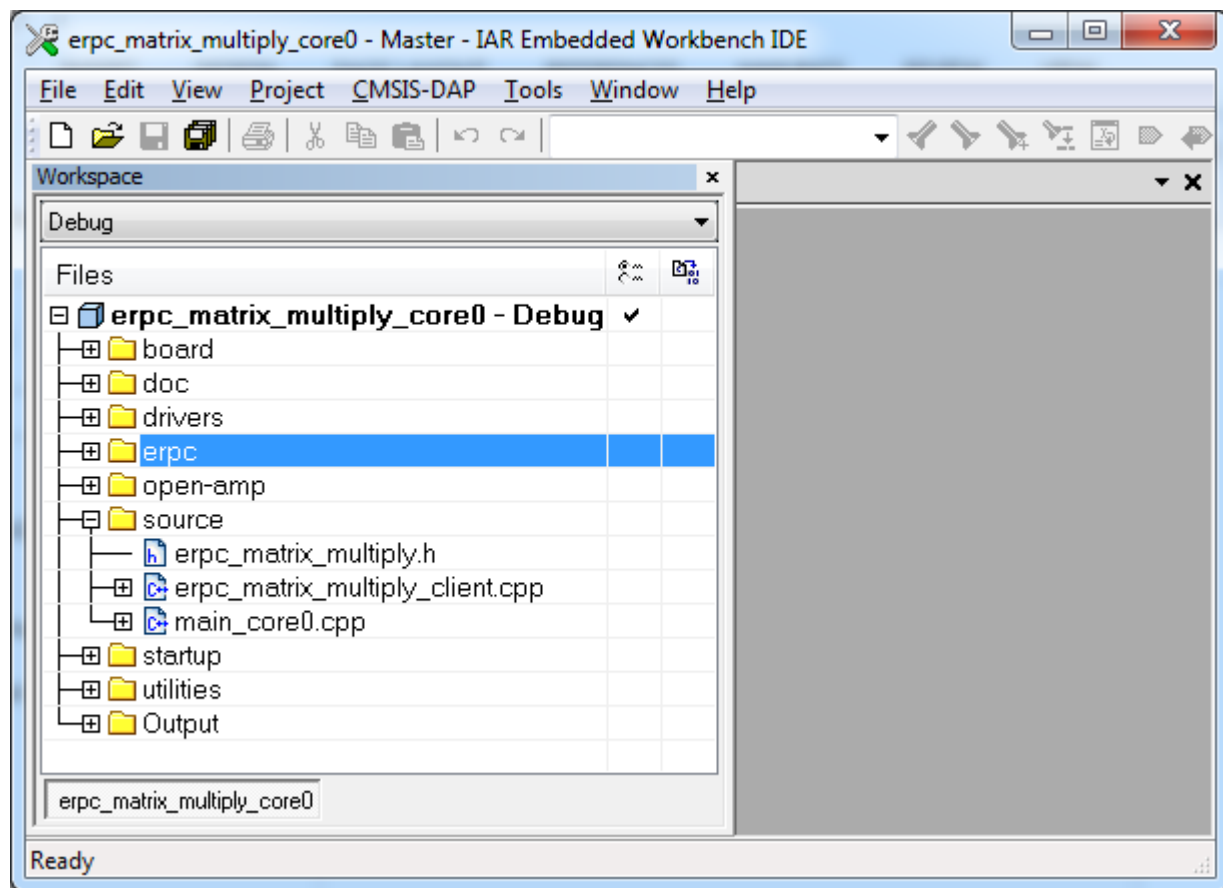 erpc_matrix_multiply_core0 - Master - IAR Embedded Workbench IDE
File Edit View Project CMSIS-DAP Tools Window Help
Workspace
Debug
Files
erpc_matrix_multiply_core0 - Debug
board
doc
drivers
erpc
open-amp
source
erpc_matrix_multiply.h
erpc_matrix_multiply_client.cpp
main_core0.cpp
startup
utilities
Output
erpc_matrix_multiply_core0
Ready